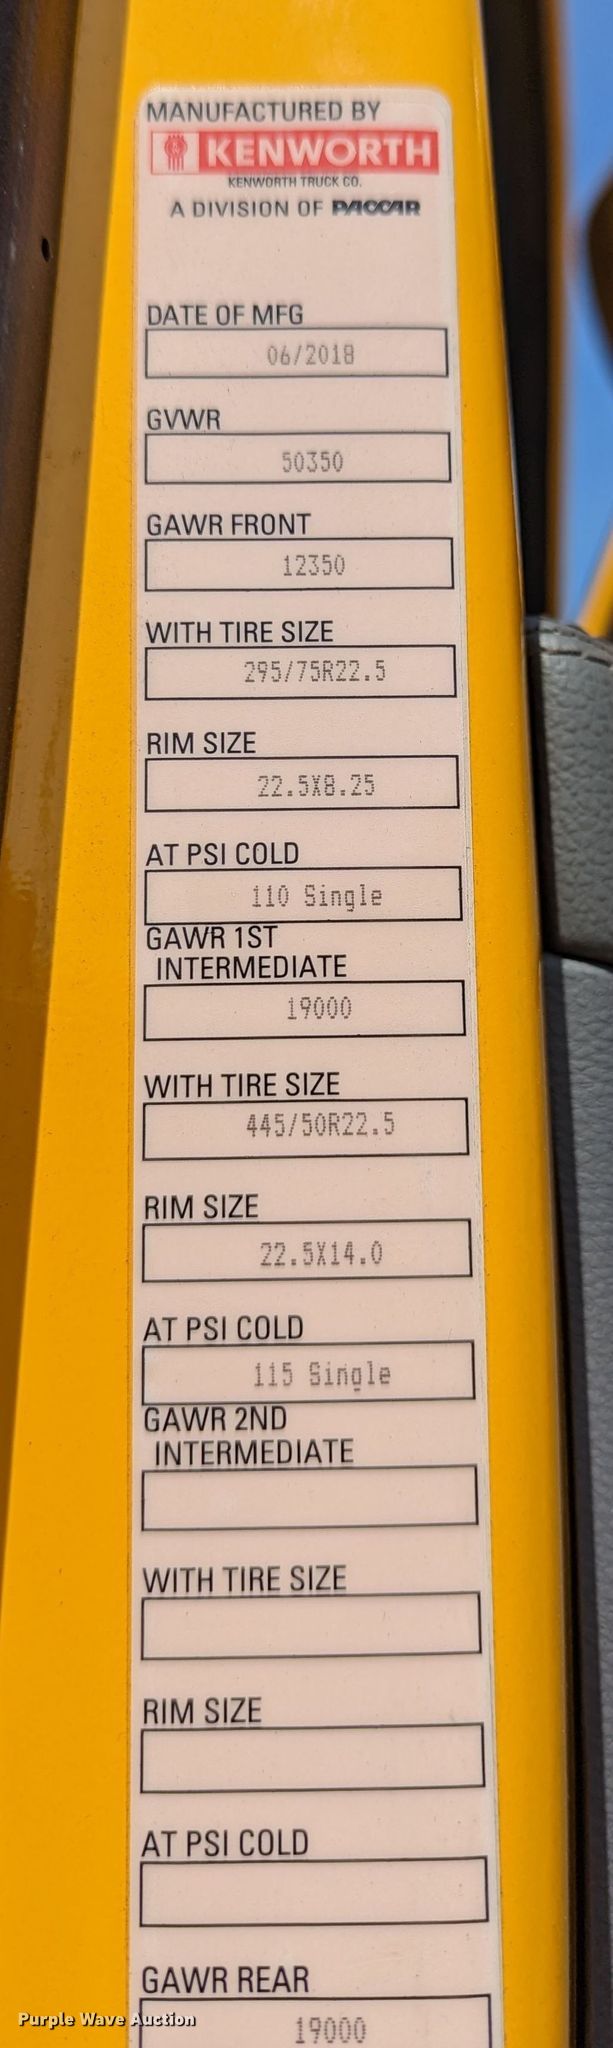 MANUFACTURED BY
KENWORTH
KENWORTH TRUCK CO.
A DIVISION OF PACCAR
DATE OF MFG
06/2018
GVWR
50350
GAWR FRONT
12350
WITH TIRE SIZE
295/75R22.5
RIM SIZE
22.5X8.25
AT PSI COLD
110 Single
GAWR 1ST
INTERMEDIATE
19000
WITH TIRE SIZE
445/50R22.5
RIM SIZE
22.5X14.0
AT PSI COLD
115 Single
GAWR 2ND
INTERMEDIATE
WITH TIRE SIZE
RIM SIZE
AT PSI COLD
GAWR REAR
19000
Purple Wave Auction